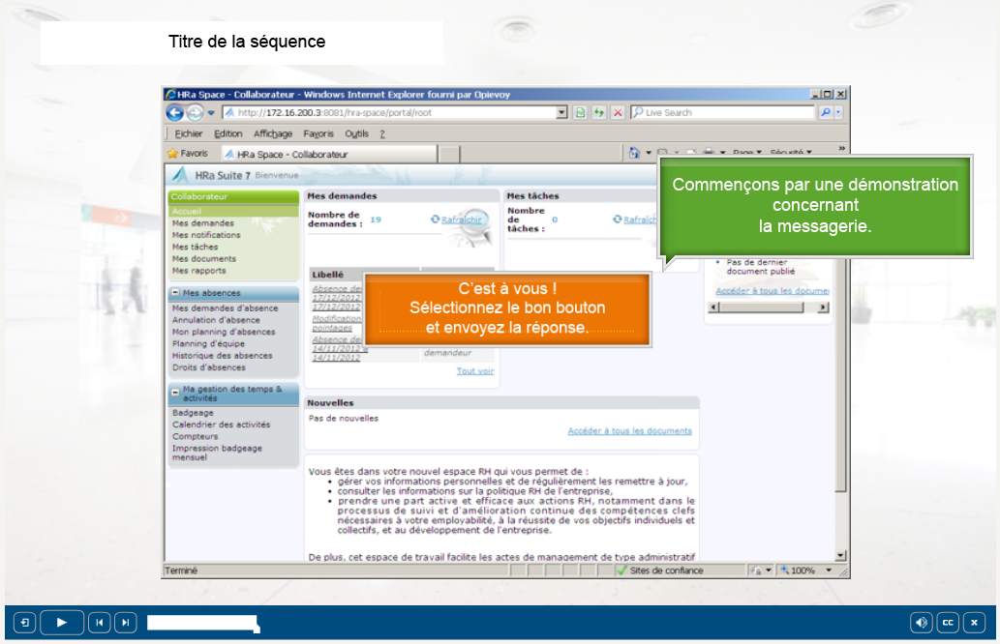 Titre de la séquence
HRa Space - Collaborateur - Windows Internet Explorer fourni par Opievoy
http://172.16.200.3:8081/hra-space/portal/root
Live Search
Fichier Edition Affichage Favoris Outils ?
Favoris HRa Space - Collaborateur
Page Sécurité »
HRa Suite 7 Bienvenue
Commençons par une démonstration
concernant
la messagerie.
Collaborateur
Accueil
Mes demandes
Mes notifications
Mes tâches
Mes documents
Mes rapports
Mes absences
Mes demandes d'absence
Annulation d'absence
Mon planning d'absences
Planning d'équipe
Historique des absences
Droits d'absences
Ma gestion des temps &
activités
Badgeage
Calendrier des activités
Compteurs
Impression badgeage
mensuel
Mes demandes
Nombre de
demandes : 19
Rafraîchir
Libellé
Absence de
17/12/2012
17/12/2012
Modification
pointages
Absence de
14/11/2012 à
14/11/2012
demandeur
Tout voir
Mes tâches
Nombre
de
tâches : 0
Pas de dernier
document publié
Accéder à tous les
C'est à vous !
Sélectionnez le bon bouton
et envoyez la réponse.
Nouvelles
Pas de nouvelles
Accéder à tous les documents
Vous êtes dans votre nouvel espace RH qui vous permet de :
• gérer vos informations personnelles et de régulièrement les remettre à jour,
• consulter les informations sur la politique RH de l'entreprise,
• prendre une part active et efficace aux actions RH, notamment dans le
processus de suivi et d'amélioration continue des compétences clefs
nécessaires à votre employabilité, à la réussite de vos objectifs individuels et
collectifs, et au développement de l'entreprise.
De plus, cet espace de travail facilite les actes de management de type administratif
Terminé
Sites de confiance
100%
CC